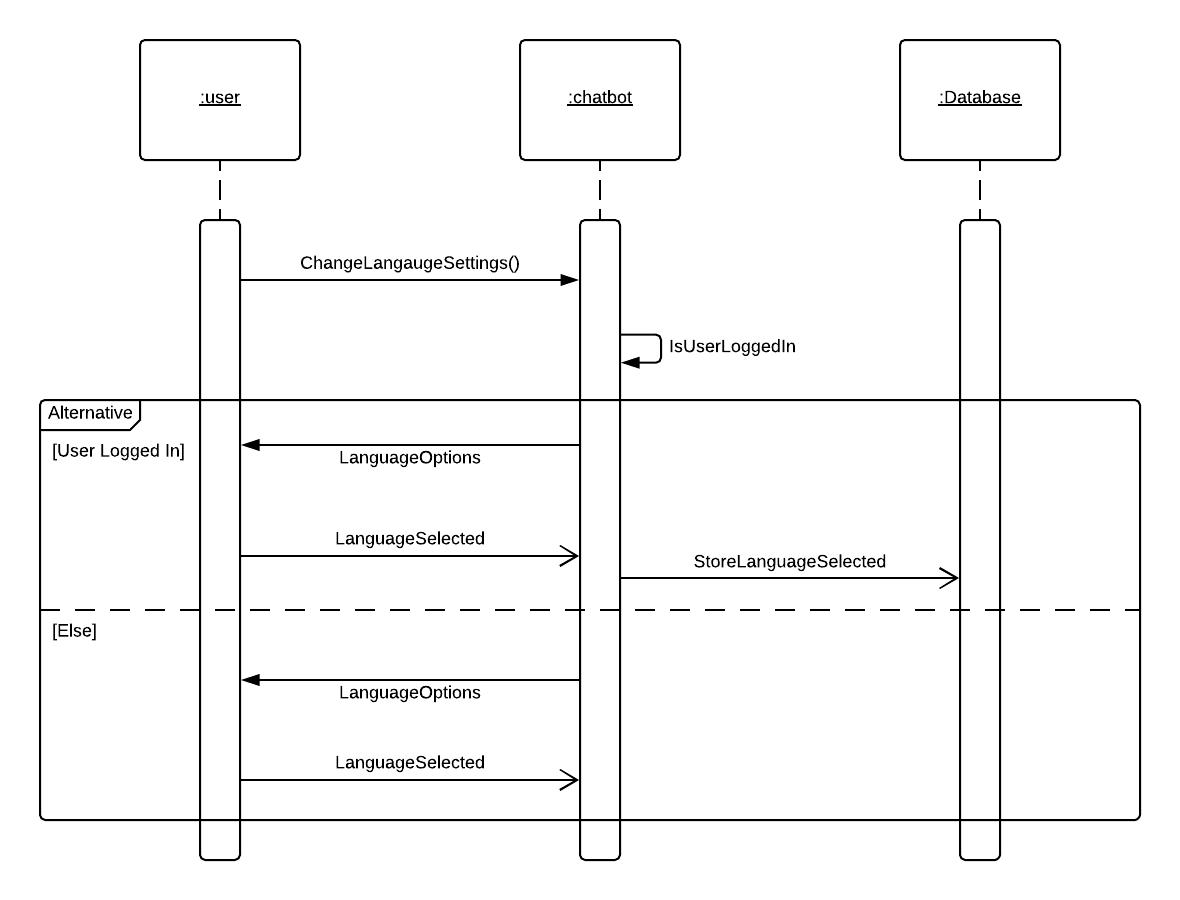 :user
:chatbot
:Database
ChangeLangaugeSettings()
IsUserLoggedIn
Alternative
[User Logged In]
LanguageOptions
LanguageSelected
StoreLanguageSelected
[Else]
LanguageOptions
LanguageSelected